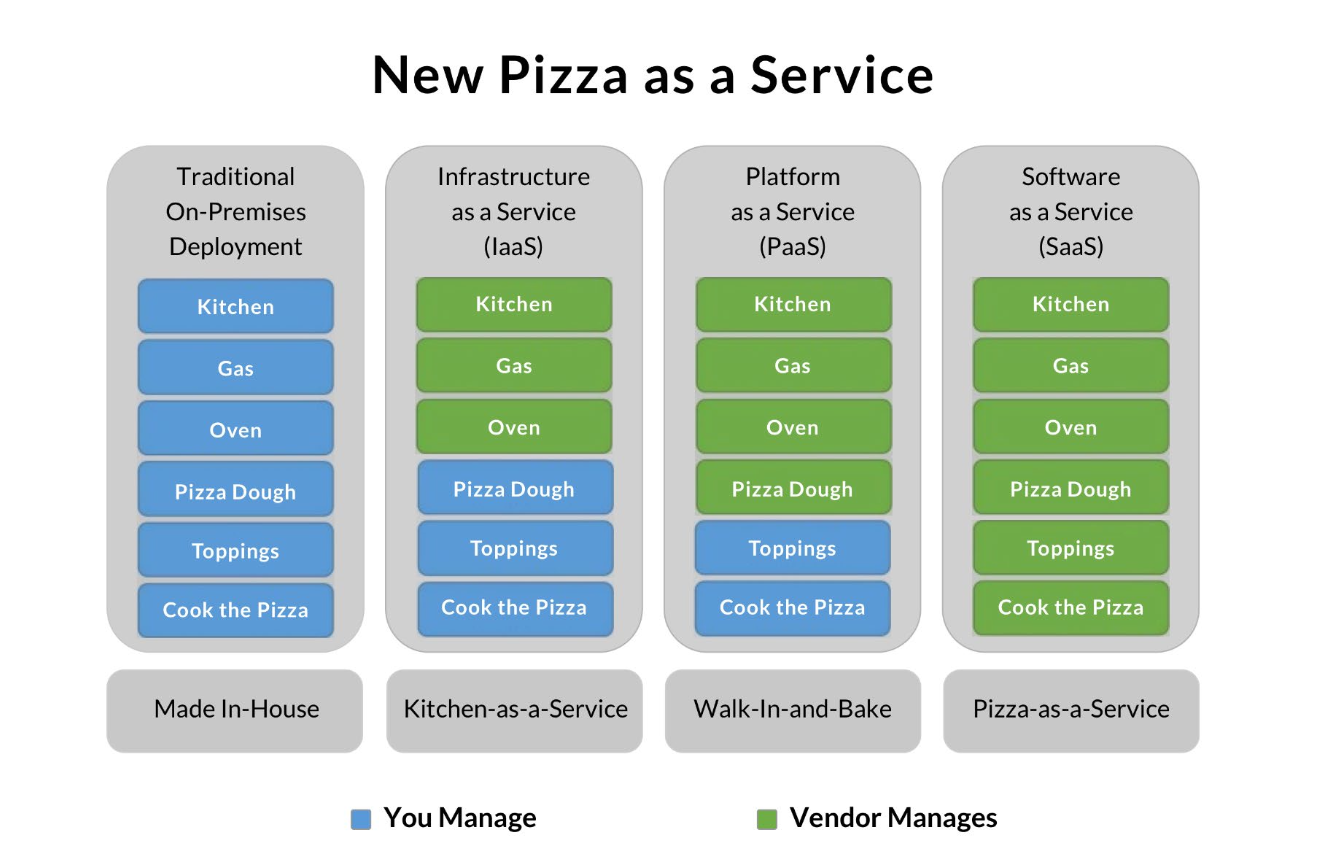 New Pizza as a Service
Traditional
On-Premises
Deployment
Kitchen
Gas
Oven
Pizza Dough
Toppings
Cook the Pizza
Made In-House
Infrastructure
as a Service
(IaaS)
Kitchen
Gas
Oven
Pizza Dough
Toppings
Cook the Pizza
Kitchen-as-a-Service
Platform
as a Service
(PaaS)
Kitchen
Gas
Oven
Pizza Dough
Toppings
Cook the Pizza
Walk-In-and-Bake
Software
as a Service
(SaaS)
Kitchen
Gas
Oven
Pizza Dough
Toppings
Cook the Pizza
Pizza-as-a-Service
You Manage
Vendor Manages